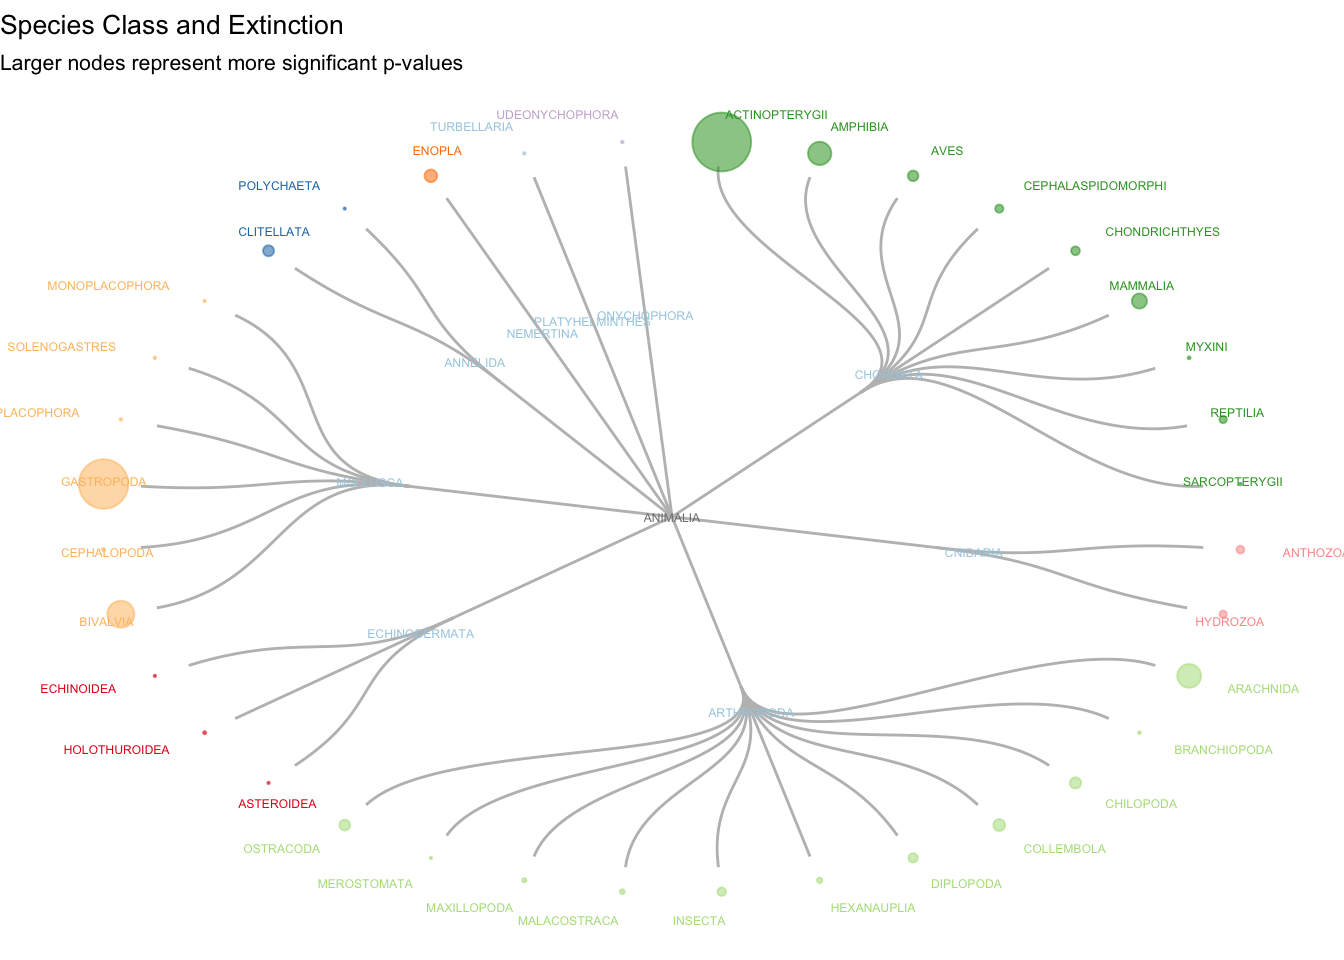 Species Class and Extinction
Larger nodes represent more significant p-values
UDEONYCHOPHORA
ACTINOPTERYGII
TURBELLARIA
AMPHIBIA
ENOPLA
AVES
POLYCHAETA
CEPHALASPIDOMORPHI
CLITELLATA
CHONDRICHTHYES
MONOPLACOPHORA
MAMMALIA
ONYCHOPHORA
PLATYHELMINTHES
NEMERTINA
SOLENOGASTRES
MYXINI
ANNELIDA
CHORDATA
PLACOPHORA
REPTILIA
GASTROPODA
MOLLUSCA
SARCOPTERYGII
ANIMALIA
CEPHALOPODA
CNIDARIA
ANTHOZOA
BIVALVIA
HYDROZOA
ECHINODERMATA
ECHINOIDEA
ARACHNIDA
ARTHROPODA
HOLOTHUROIDEA
BRANCHIOPODA
ASTEROIDEA
CHILOPODA
OSTRACODA
COLLEMBOLA
MEROSTOMATA
DIPLOPODA
MAXILLOPODA
HEXANAUPLIA
MALACOSTRACA
INSECTA